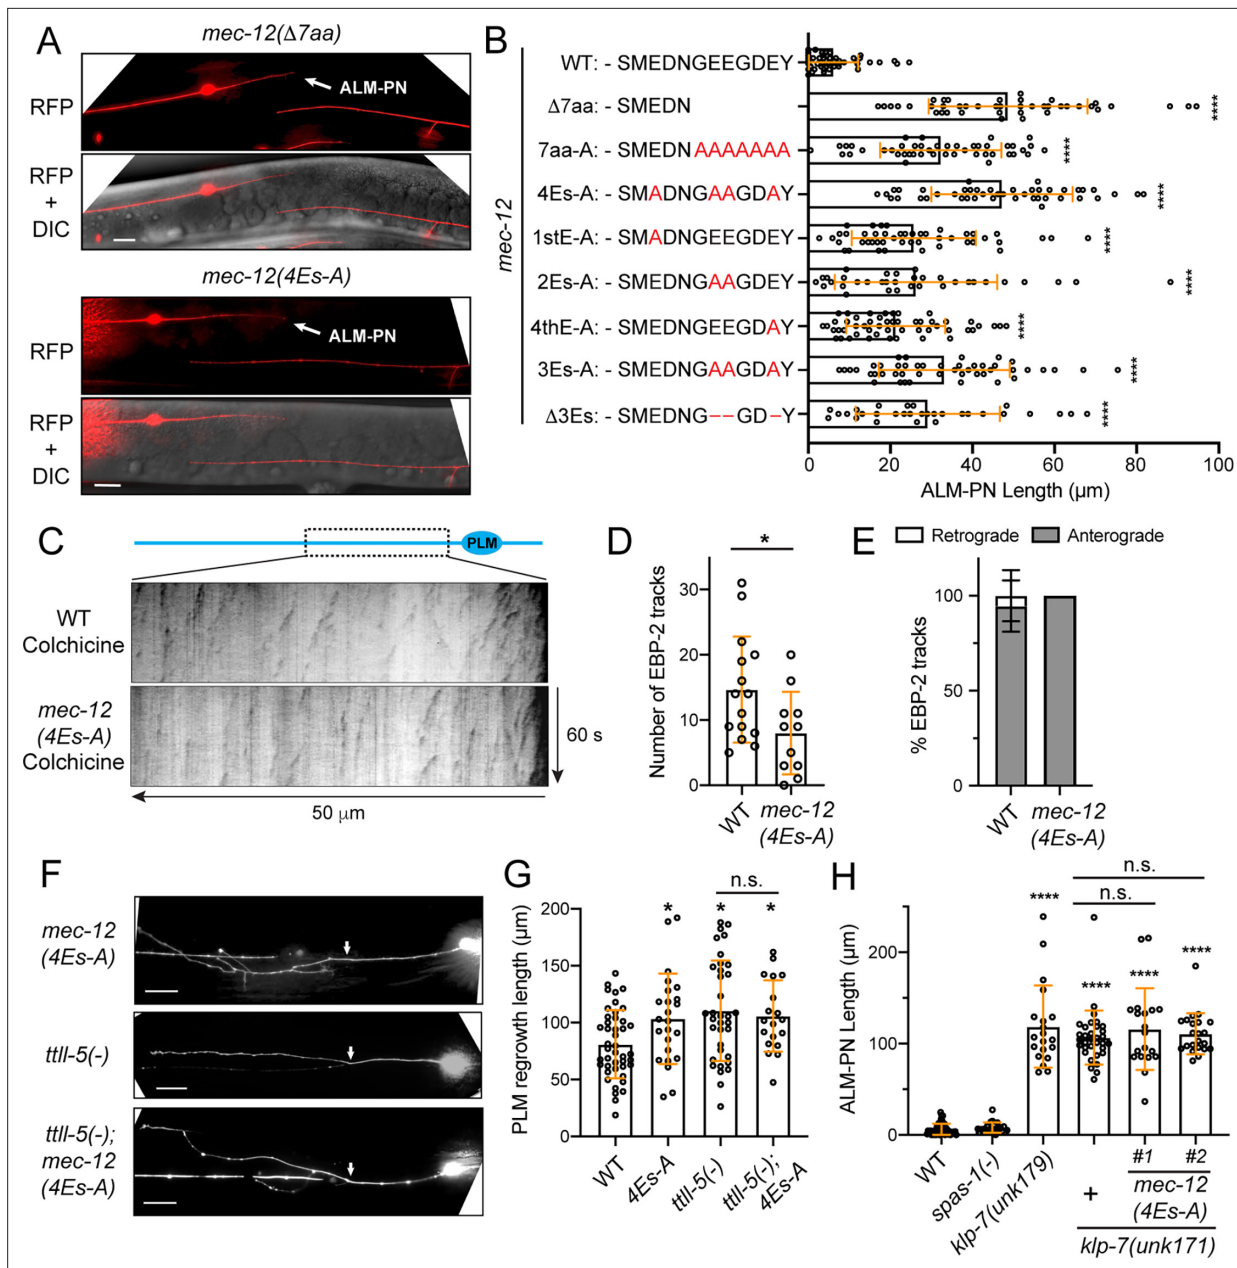 A
mec-12(Δ7aa)
RFP
ALM-PN
RFP
+
DIC
mec-12(4Es-A)
RFP
ALM-PN
RFP
+
DIC
B
mec-12
WT: - SMEDNGEEGDEY
Δ7aa: - SMEDN
****
7aa-A: - SMEDNAAAAAAA
****
4Es-A: - SMADNGAAGDAY
****
1stE-A: - SMADNGEEGDEY
****
2Es-A: - SMEDNGAAGDEY
****
4thE-A: - SMEDNGEEGDAY
****
3Es-A: - SMEDNGAAGDAY
****
Δ3Es: - SMEDNG--GD-Y
****
0 20 40 60 80 100
ALM-PN Length (µm)
C
PLM
WT
Colchicine
mec-12
(4Es-A)
Colchicine
60 s
50 µm
D
*
Number of EBP-2 tracks
30
20
10
0
WT
mec-12
(4Es-A)
E
Retrograde Anterograde
% EBP-2 tracks
100
50
0
WT
mec-12
(4Es-A)
F
mec-12
(4Es-A)
ttll-5(-)
ttll-5(-);
mec-12
(4Es-A)
G
n.s.
* * *
PLM regrowth length (µm)
200
150
100
50
0
WT
4Es-A
ttll-5(-)
ttll-5(-);
4Es-A
H
n.s.
n.s.
****
****
****
****
ALM-PN Length (µm)
200
100
0
WT
spas-1(-)
klp-7(unk179)
+
#1 #2
mec-12
(4Es-A)
klp-7(unk171)